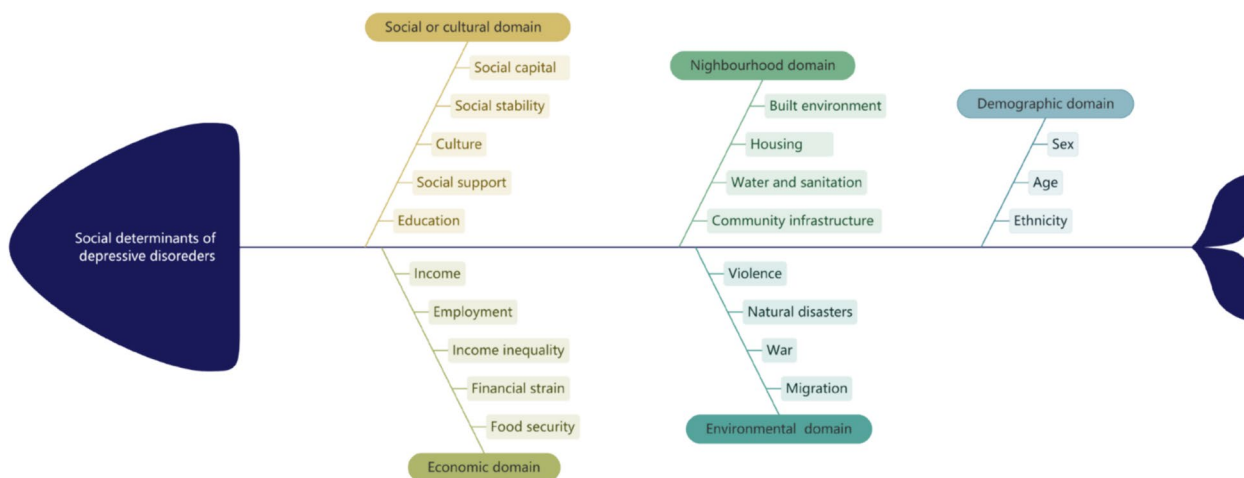 Social or cultural domain
Social capital
Social stability
Culture
Social support
Education
Nighbourhood domain
Built environment
Housing
Water and sanitation
Community infrastructure
Demographic domain
Sex
Age
Ethnicity
Social determinants of
depressive disoreders
Income
Employment
Income inequality
Financial strain
Food security
Economic domain
Violence
Natural disasters
War
Migration
Environmental domain